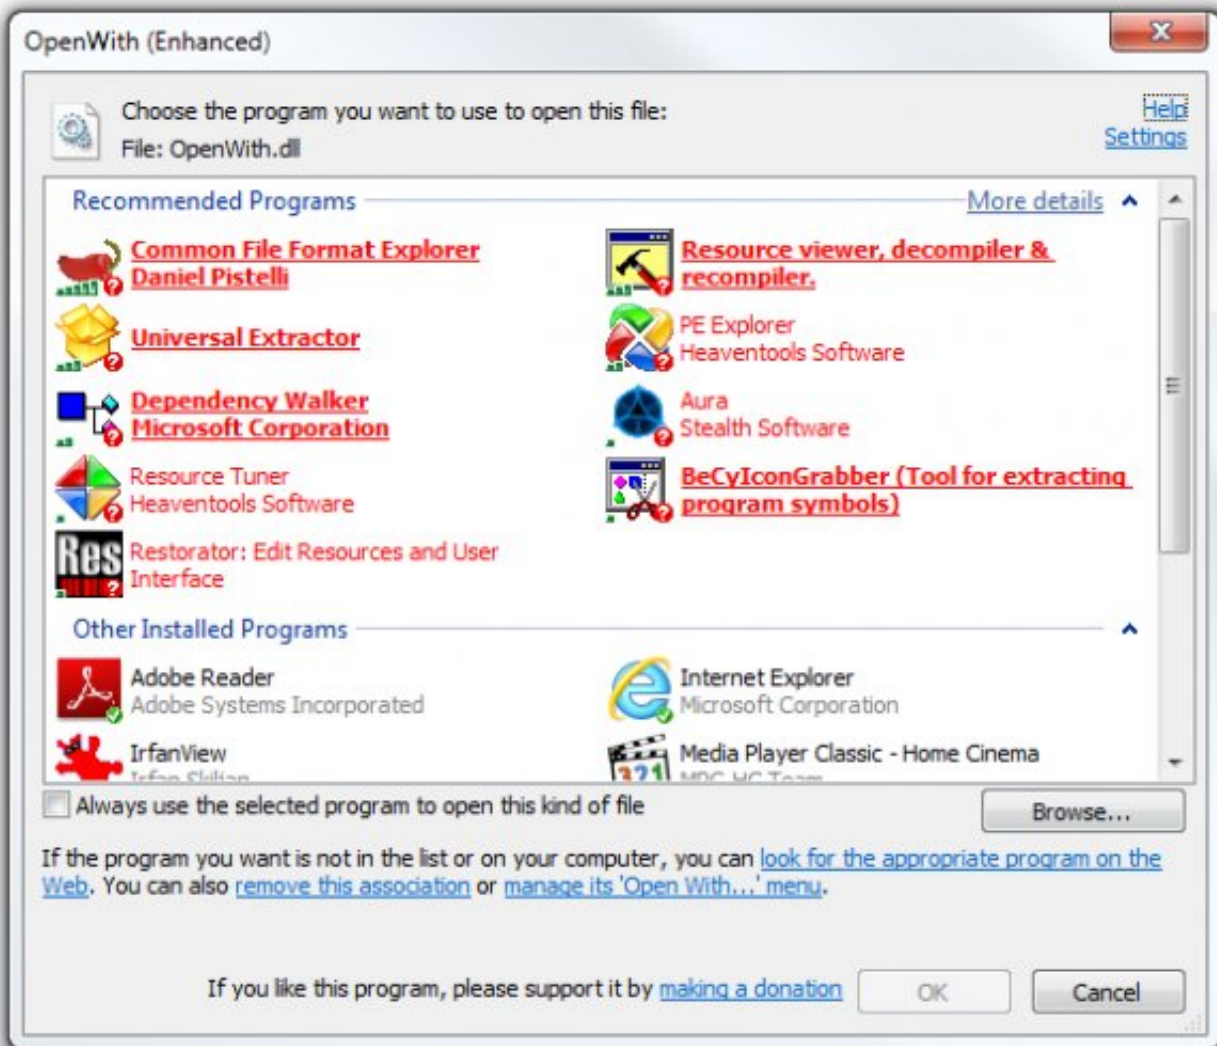 OpenWith (Enhanced)
Choose the program you want to use to open this file:
Help
File: OpenWith.dll
Settings
Recommended Programs
More details
Common File Format Explorer
Daniel Pistelli
Resource viewer, decompiler &
recompiler.
Universal Extractor
PE Explorer
Heaventools Software
Dependency Walker
Microsoft Corporation
Aura
Stealth Software
Resource Tuner
Heaventools Software
BeCyIconGrabber (Tool for extracting
program symbols)
Res
Restorator: Edit Resources and User
Interface
Other Installed Programs
Adobe Reader
Adobe Systems Incorporated
Internet Explorer
Microsoft Corporation
IrfanView
Irfan Skiljan
321
Media Player Classic - Home Cinema
MPC-HC Team
Always use the selected program to open this kind of file
Browse...
If the program you want is not in the list or on your computer, you can look for the appropriate program on the
Web. You can also remove this association or manage its 'Open With...' menu.
If you like this program, please support it by making a donation
OK
Cancel